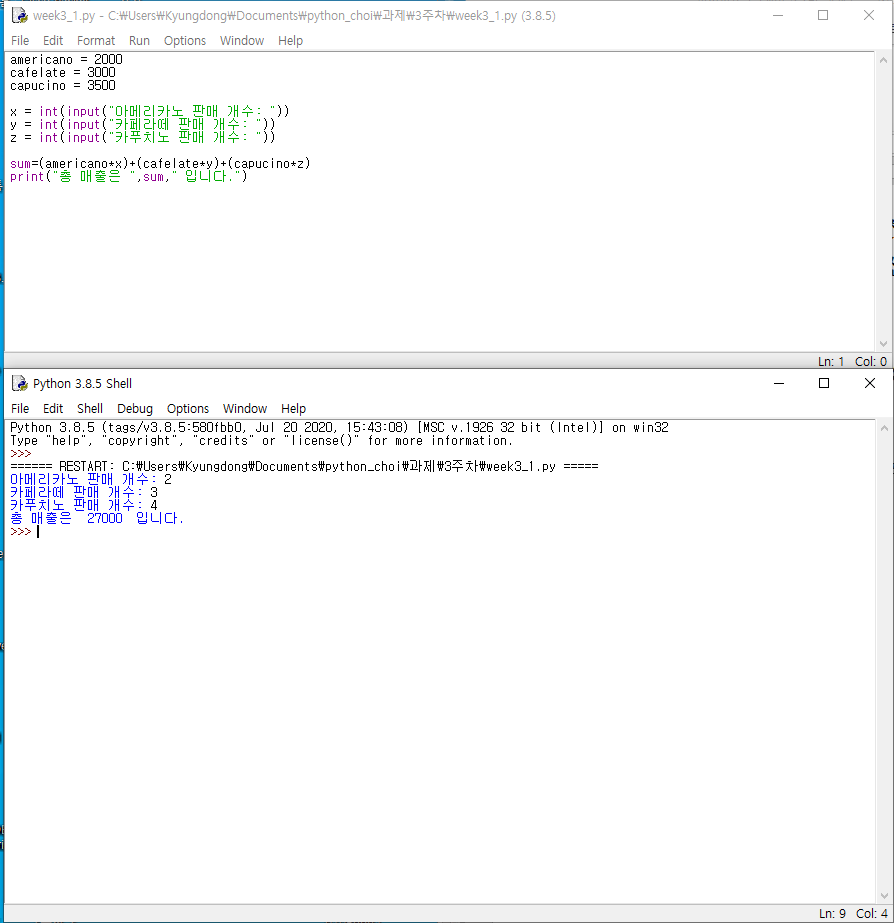 week3_1.py - C:₩Users₩Kyungdong₩Documents₩python_choi₩과제₩3주차₩week3_1.py (3.8.5)
File Edit Format Run Options Window Help
americano = 2000
cafelate = 3000
capucino = 3500
x = int(input("아메리카노 판매 개수: "))
y = int(input("카페라떼 판매 개수: "))
z = int(input("카푸치노 판매 개수: "))
sum=(americano*x)+(cafelate*y)+(capucino*z)
print("총 매출은 ",sum," 입니다.")
Ln: 1 Col: 0
Python 3.8.5 Shell
File Edit Shell Debug Options Window Help
Python 3.8.5 (tags/v3.8.5:580fbb0, Jul 20 2020, 15:43:08) [MSC v.1926 32 bit (Intel)] on win32
Type "help", "copyright", "credits" or "license()" for more information.
>>>
====== RESTART: C:₩Users₩Kyungdong₩Documents₩python_choi₩과제₩3주차₩week3_1.py =====
아메리카노 판매 개수: 2
카페라떼 판매 개수: 3
카푸치노 판매 개수: 4
총 매출은  27000  입니다.
>>>
Ln: 9 Col: 4